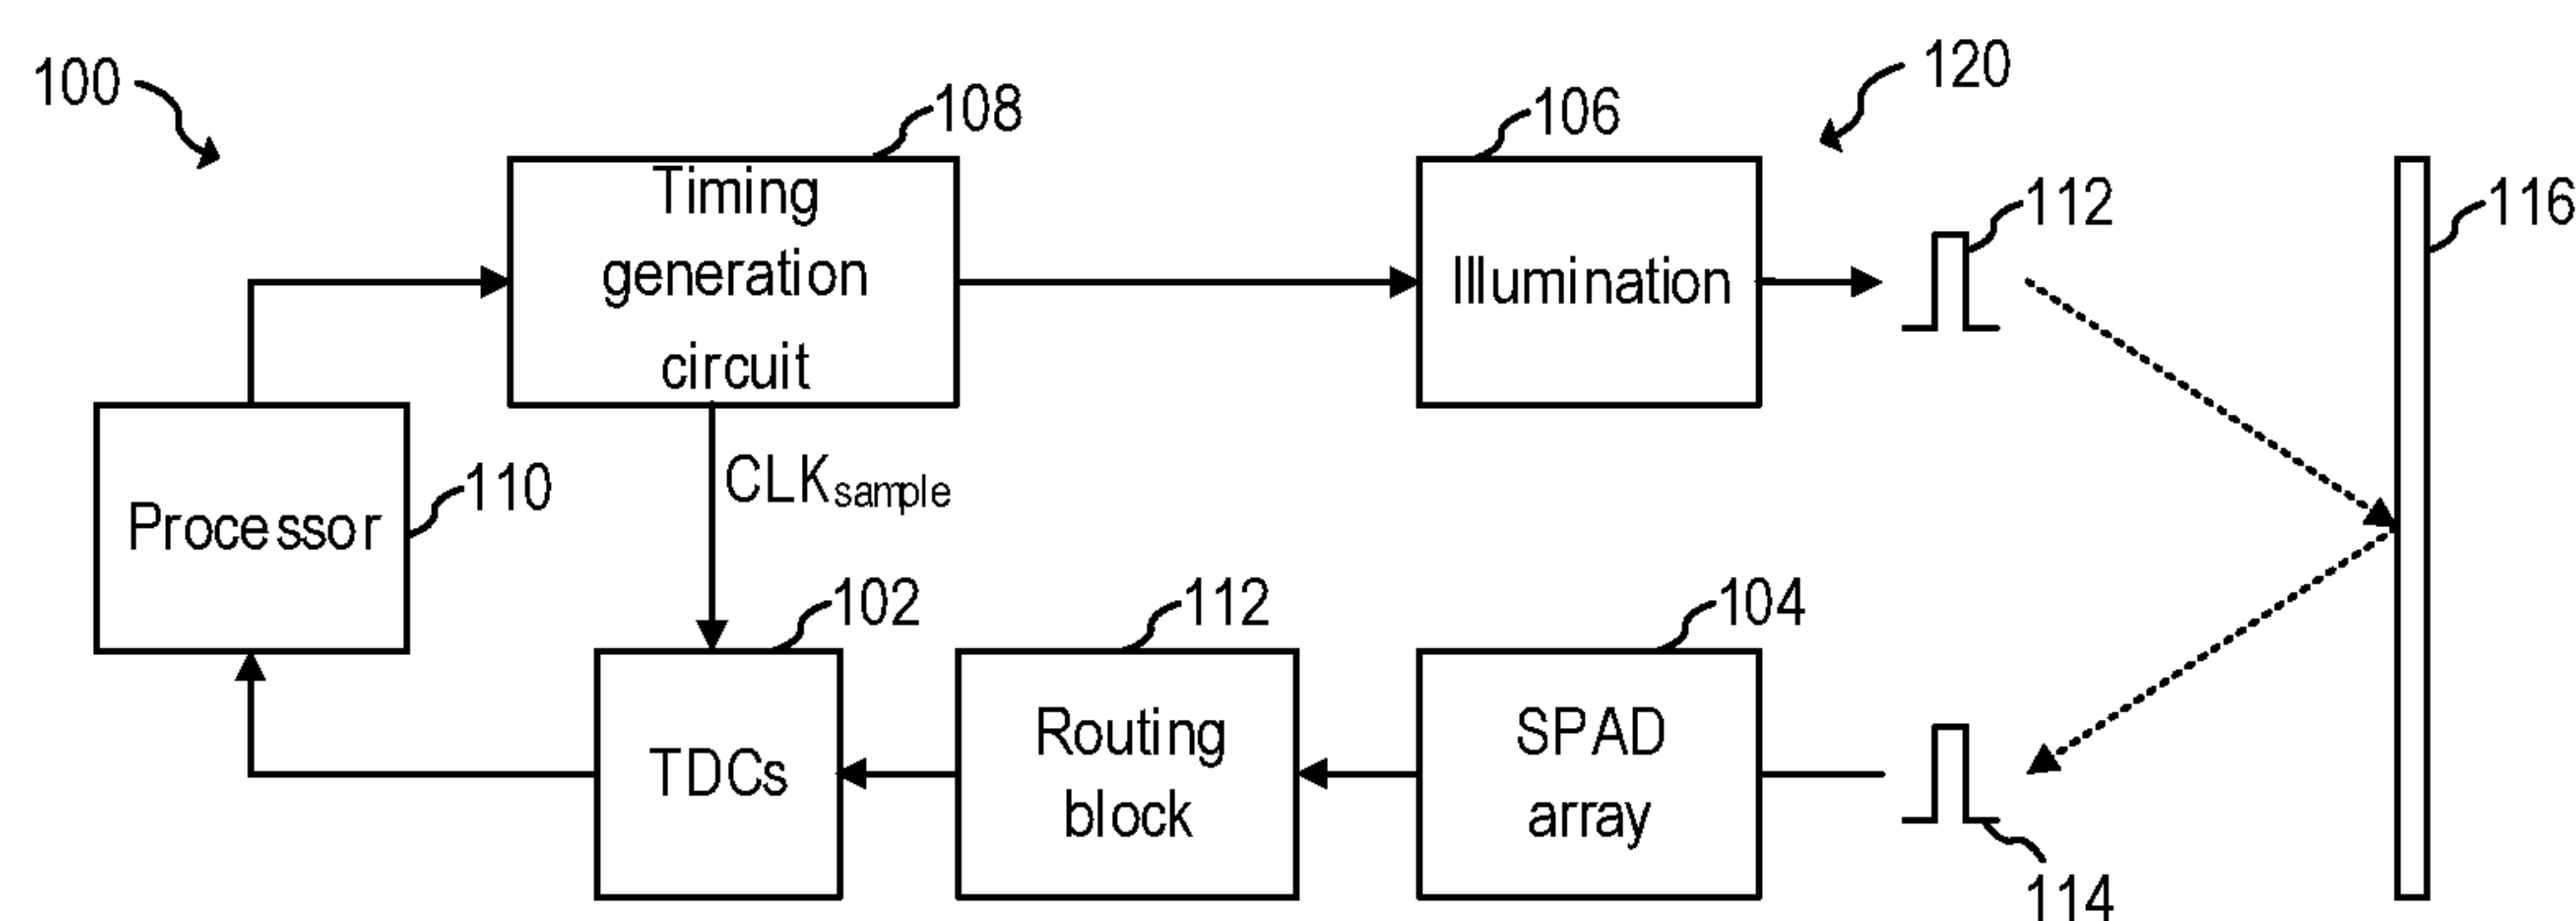 100
108
106
120
Timing
generation
circuit
Illumination
112
116
Processor
110
CLKsample
102
112
104
TDCs
Routing
block
SPAD
array
114